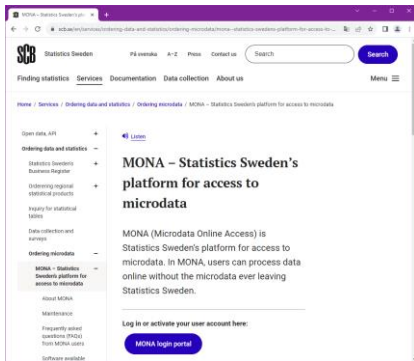 MONA – Statistics Sweden's pl
scb.se/en/services/ordering-data-and-statistics/ordering-microdata/mona--statistics-swedens-platform-for-access-to-...
SCB Statistics Sweden På svenska A–Z Press Contact us Search Search
Finding statistics Services Documentation Data collection About us Menu
Home / Services / Ordering data and statistics / Ordering microdata / MONA – Statistics Sweden's platform for access to microdata
Open data, API +
Ordering data and statistics –
Statistics Sweden's +
Business Register
Ordering regional +
statistical products
Inquiry for statistical
tables
Data collection and
surveys
Ordering microdata –
MONA – Statistics –
Sweden's platform for
access to microdata
About MONA
Maintenance
Frequently asked
questions (FAQs)
from MONA users
Software available
Listen
MONA – Statistics Sweden's
platform for access to
microdata
MONA (Microdata Online Access) is
Statistics Sweden's platform for access to
microdata. In MONA, users can process data
online without the microdata ever leaving
Statistics Sweden.
Log in or activate your user account here:
MONA login portal